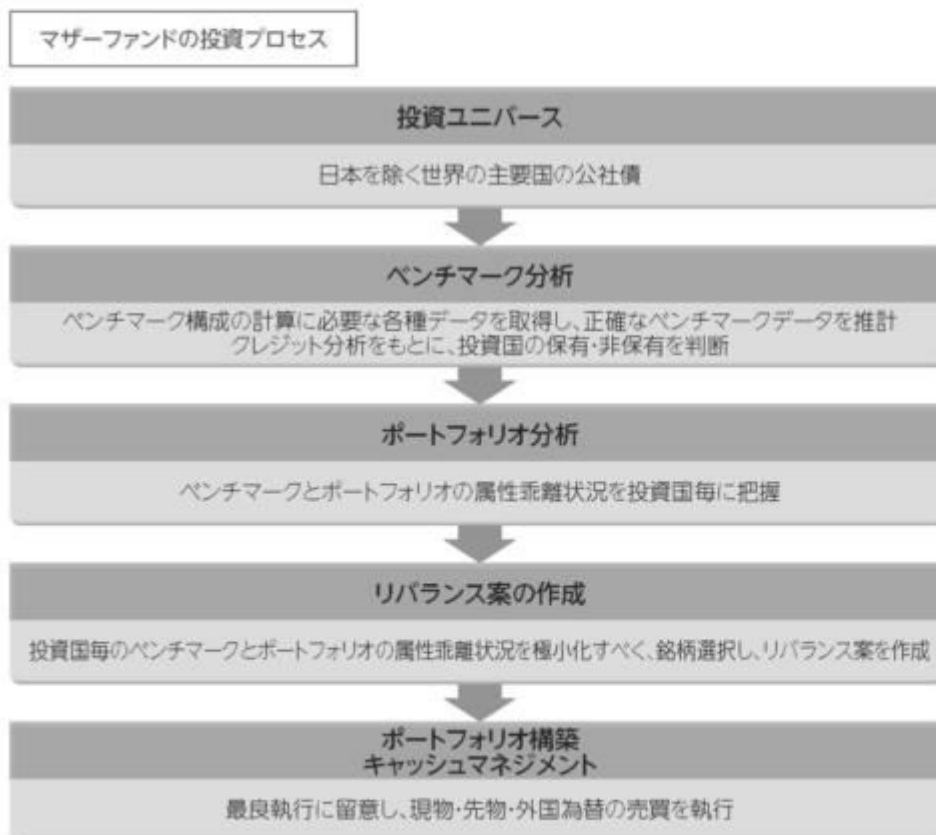 マザーファンドの投資プロセス
投資ユニバース
日本を除く世界の主要国の公社債
ベンチマーク分析
ベンチマーク構成の計算に必要な各種データを取得し、正確なベンチマークデータを推計
クレジット分析をもとに、投資国の保有・非保有を判断
ポートフォリオ分析
ベンチマークとポートフォリオの属性乖離状況を投資国毎に把握
リバランス案の作成
投資国毎のベンチマークとポートフォリオの属性乖離状況を極小化すべく、銘柄選択し、リバランス案を作成
ポートフォリオ構築
キャッシュマネジメント
最良執行に留意し、現物・先物・外国為替の売買を執行